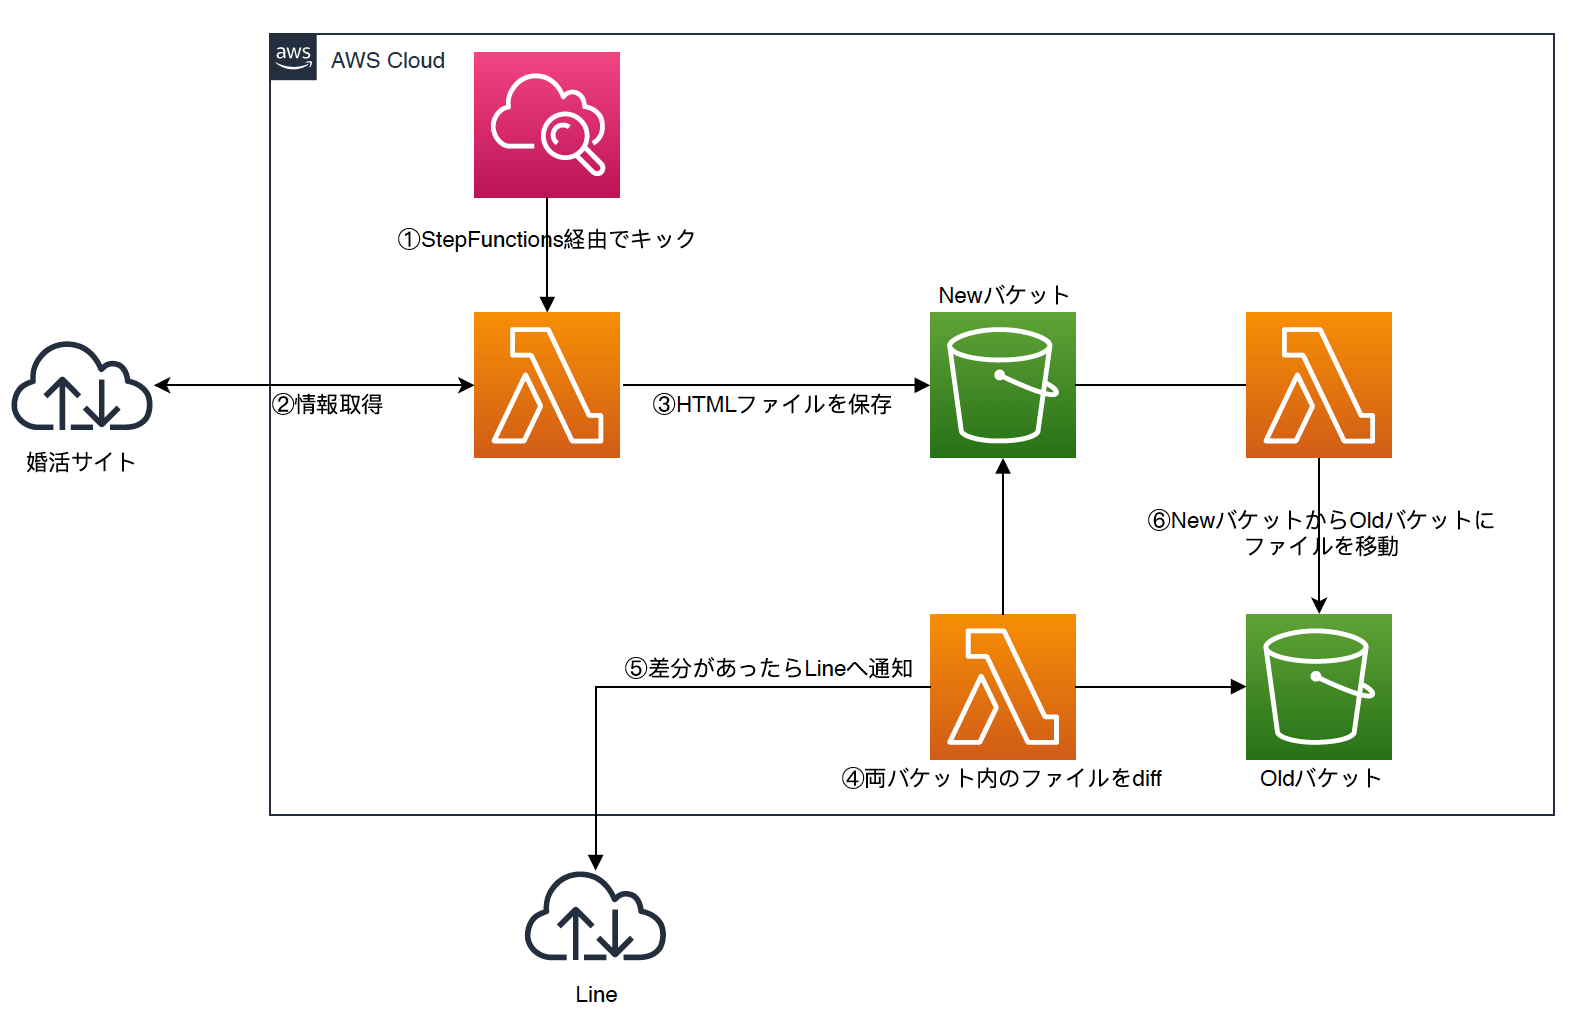 aws
AWS Cloud
①StepFunctions経由でキック
Newバケット
②情報取得
③HTMLファイルを保存
婚活サイト
⑥NewバケットからOldバケットに
ファイルを移動
⑤差分があったらLineへ通知
④両バケット内のファイルをdiff
Oldバケット
Line